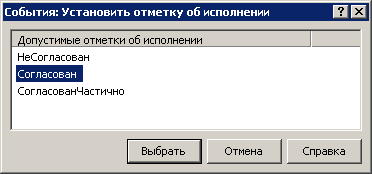 События: Установить отметку об исполнении
Допустимые отметки об исполнении
НеСогласован
Согласован
СогласованЧастично
Выбрать Отмена Справка